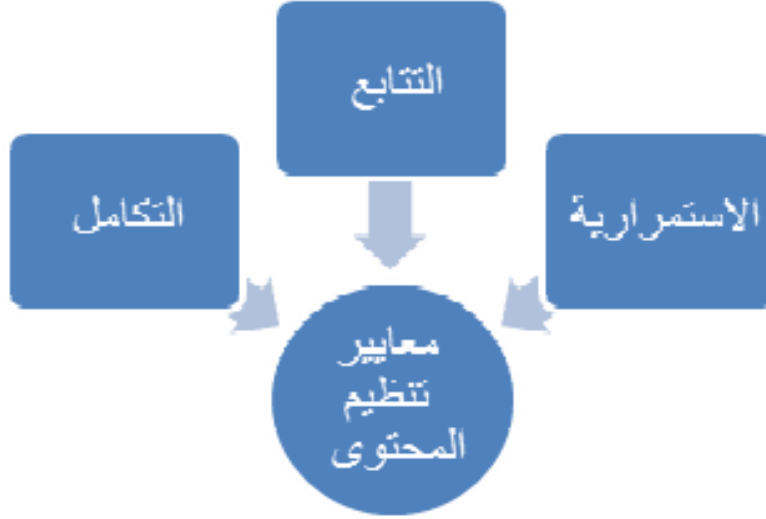 التتابع
الاستمرارية
التكامل
معايير
تنظيم
المحتوى